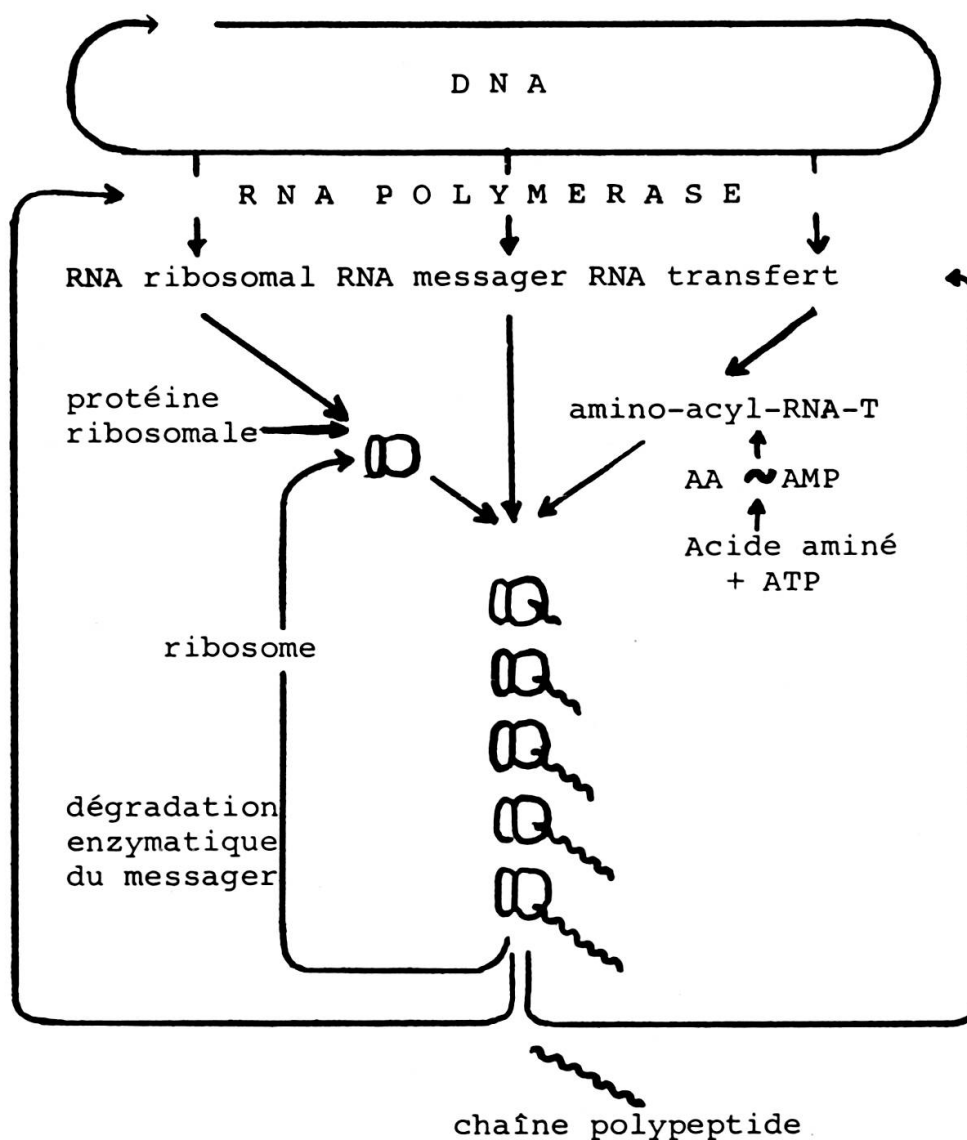 D N A
R N A  P O L Y M E R A S E
RNA ribosomal RNA messager RNA transfert
protéine
ribosomale
amino-acyl-RNA-T
AA ~ AMP
Acide aminé
+ ATP
ribosome
dégradation
enzymatique
du messager
chaîne polypeptide